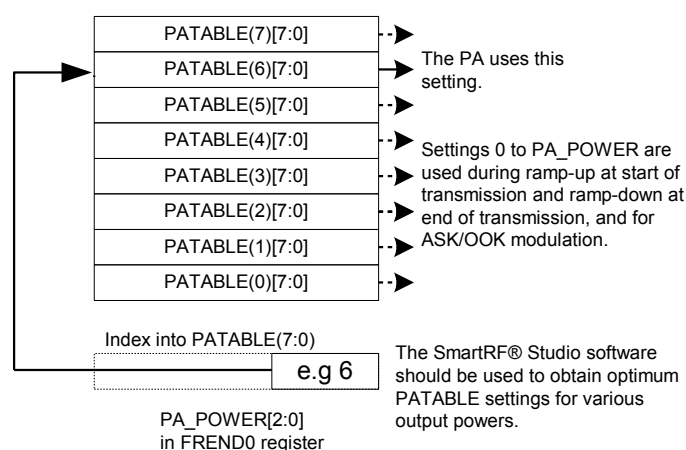 PATABLE(7)[7:0]
PATABLE(6)[7:0]
PATABLE(5)[7:0]
PATABLE(4)[7:0]
PATABLE(3)[7:0]
PATABLE(2)[7:0]
PATABLE(1)[7:0]
PATABLE(0)[7:0]
The PA uses this
setting.
Settings 0 to PA_POWER are
used during ramp-up at start of
transmission and ramp-down at
end of transmission, and for
ASK/OOK modulation.
Index into PATABLE(7:0)
e.g 6
PA_POWER[2:0]
in FREND0 register
The SmartRF® Studio software
should be used to obtain optimum
PATABLE settings for various
output powers.